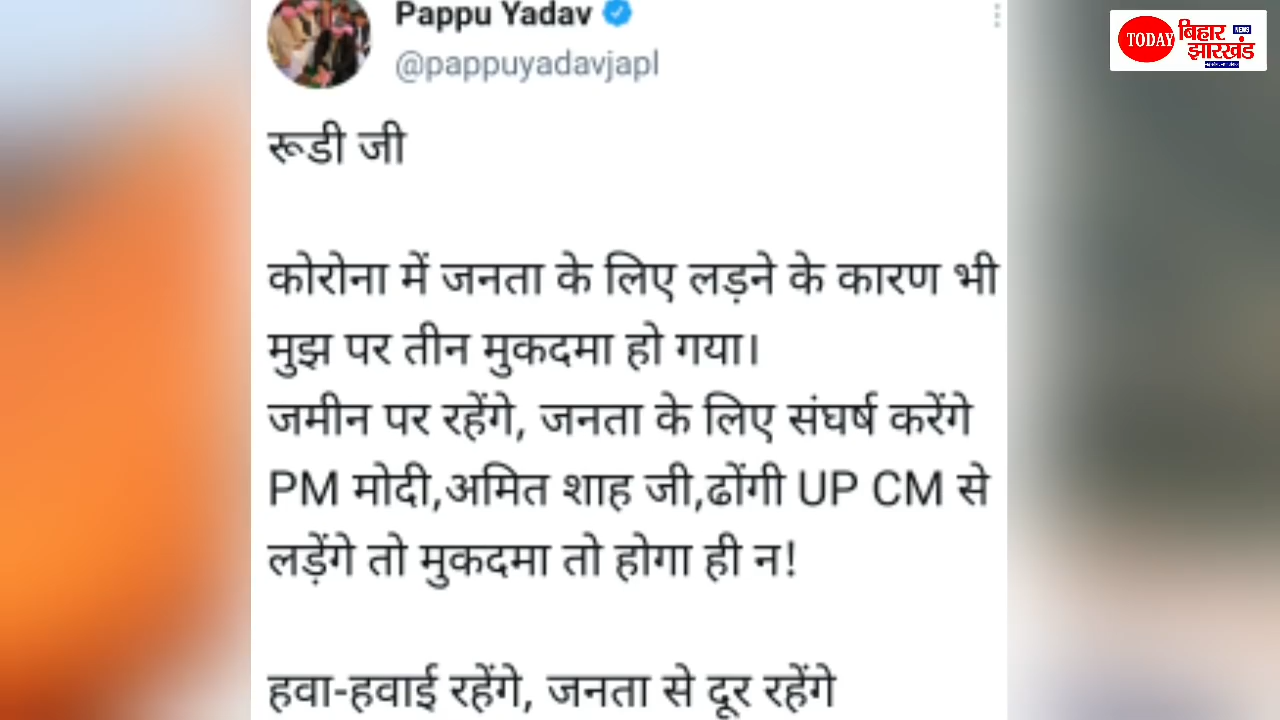 Pappu Yadav
@pappuyadavjapl
TODAY
बिहार
NEWS
झारखंड
रूडी जी
कोरोना में जनता के लिए लड़ने के कारण भी
मुझ पर तीन मुकदमा हो गया।
जमीन पर रहेंगे, जनता के लिए संघर्ष करेंगे
PM मोदी,अमित शाह जी,ढोंगी UP CM से
लड़ेंगे तो मुकदमा तो होगा ही न!
हवा-हवाई रहेंगे, जनता से दूर रहेंगे